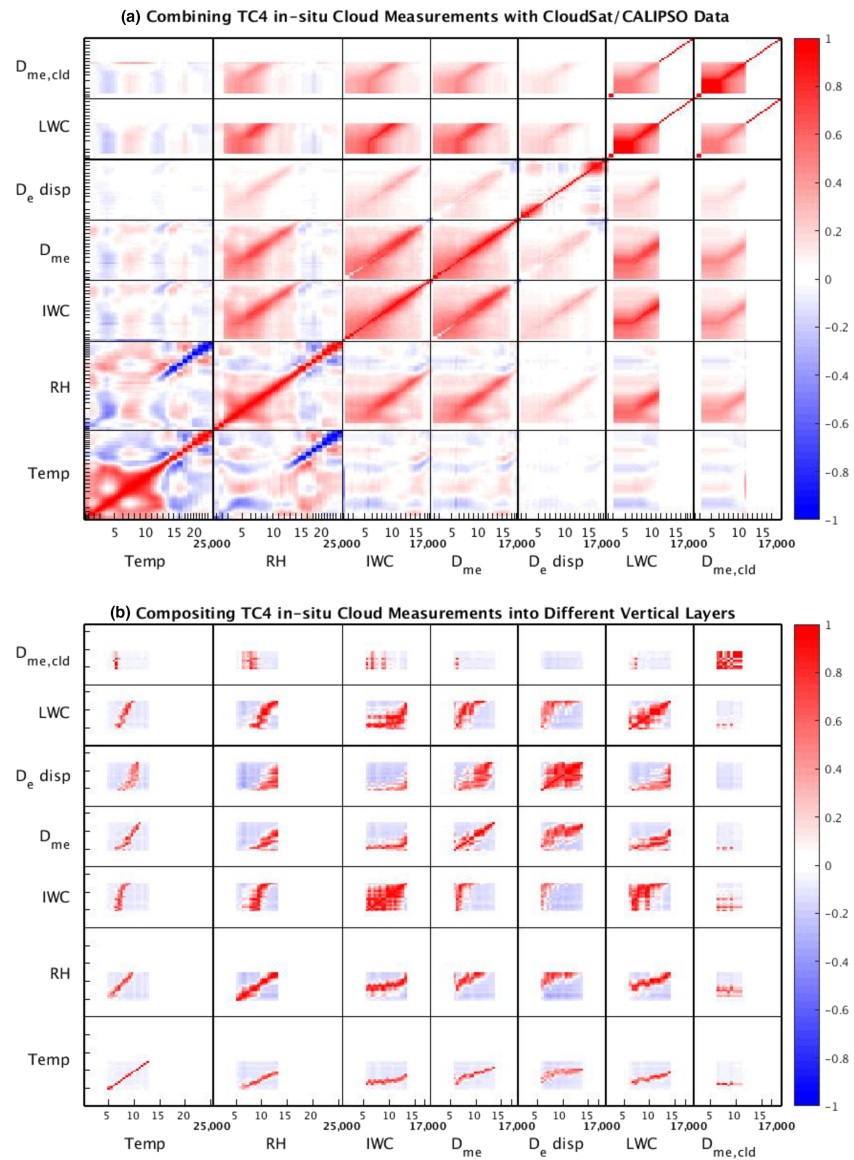 (a) Combining TC4 in-situ Cloud Measurements with CloudSat/CALIPSO Data
D_me,cld
LWC
D_e disp
D_me
IWC
RH
Temp
5 10 15 20 25,000
5 10 15 20 25,000
5 10 15 17,000
5 10 15 17,000
5 10 15 17,000
5 10 15 17,000
5 10 15 17,000
Temp RH IWC D_me D_e disp LWC D_me,cld
1
0.8
0.6
0.4
0.2
0
-0.2
-0.4
-0.6
-0.8
-1
(b) Compositing TC4 in-situ Cloud Measurements into Different Vertical Layers
D_me,cld
LWC
D_e disp
D_me
IWC
RH
Temp
5 10 15 20 25,000
5 10 15 20 25,000
5 10 15 17,000
5 10 15 17,000
5 10 15 17,000
5 10 15 17,000
5 10 15 17,000
Temp RH IWC D_me D_e disp LWC D_me,cld
1
0.8
0.6
0.4
0.2
0
-0.2
-0.4
-0.6
-0.8
-1